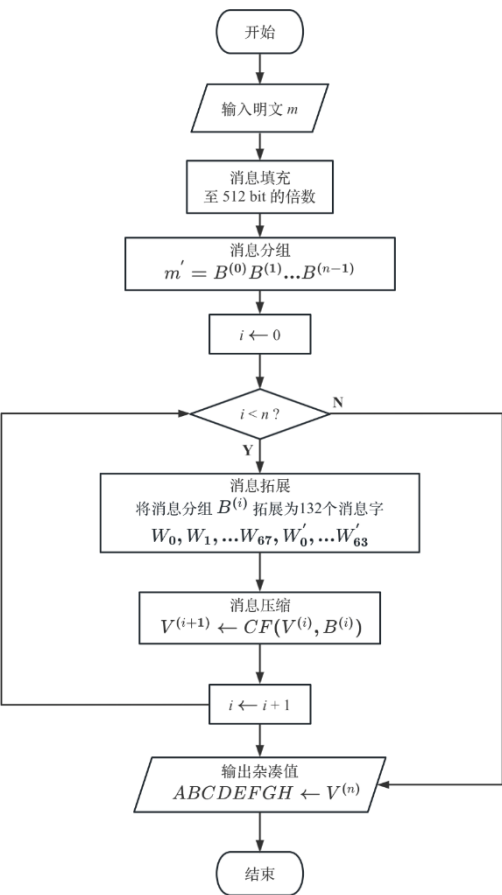 开始
输入明文 m
消息填充
至 512 bit 的倍数
消息分组
m′ = B⁽⁰⁾B⁽¹⁾...B⁽ⁿ⁻¹⁾
i ← 0
i < n ?
N
Y
消息拓展
将消息分组 B⁽ⁱ⁾ 拓展为132个消息字
W₀, W₁, ...W₆₇, W₀′, ...W₆₃′
消息压缩
V⁽ⁱ⁺¹⁾ ← CF(V⁽ⁱ⁾, B⁽ⁱ⁾)
i ← i + 1
输出杂凑值
ABCDEFGH ← V⁽ⁿ⁾
结束